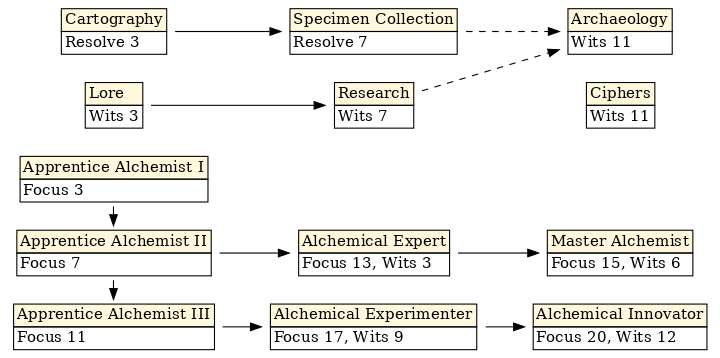 Cartography
Resolve 3
Specimen Collection
Resolve 7
Archaeology
Wits 11
Lore
Wits 3
Research
Wits 7
Ciphers
Wits 11
Apprentice Alchemist I
Focus 3
Apprentice Alchemist II
Focus 7
Alchemical Expert
Focus 13, Wits 3
Master Alchemist
Focus 15, Wits 6
Apprentice Alchemist III
Focus 11
Alchemical Experimenter
Focus 17, Wits 9
Alchemical Innovator
Focus 20, Wits 12